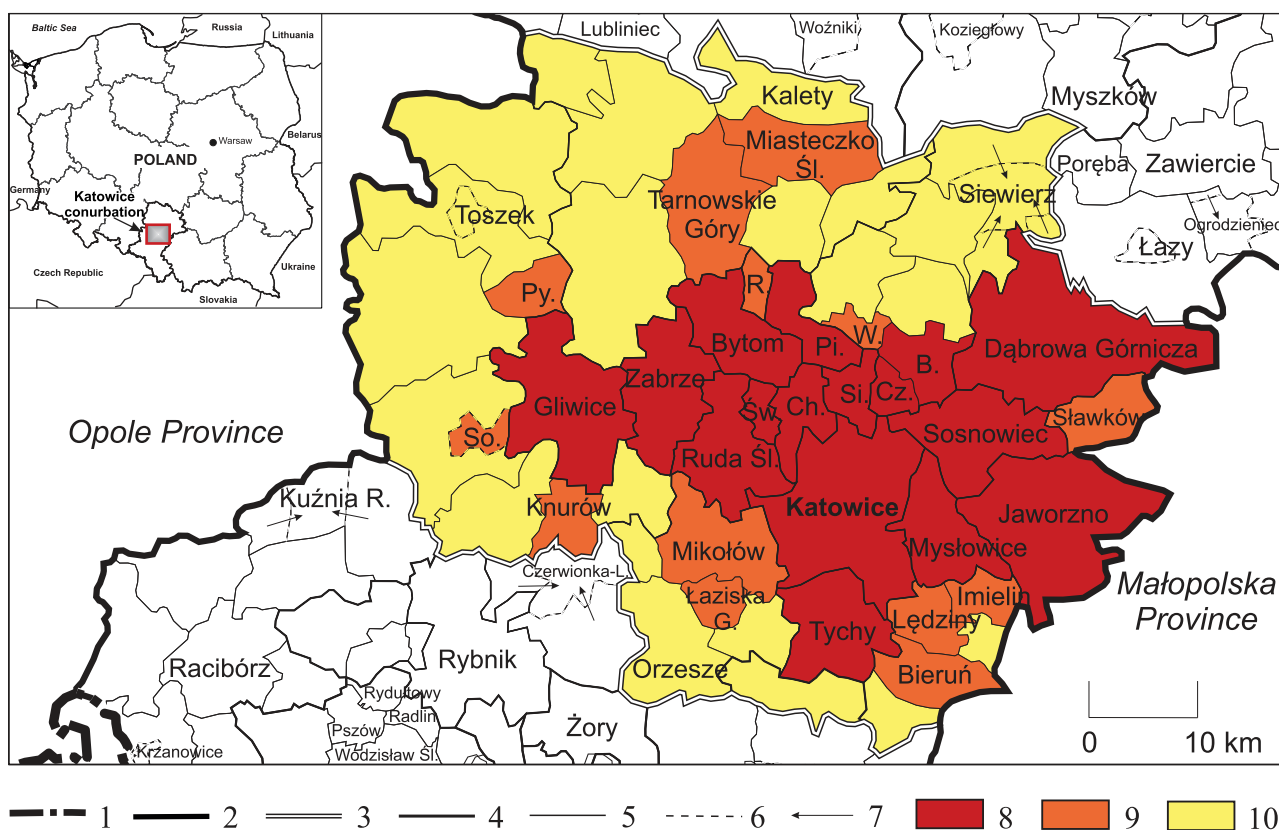 Baltic Sea
Russia
Lithuania
Warsaw
Belarus
POLAND
Germany
Katowice
conurbation
Czech Republic
Ukraine
Slovakia
Lubliniec
Woźniki
Koziegłowy
Kalety
Myszków
Miasteczko
Śl.
Poręba
Zawiercie
Siewierz
Tarnowskie
Góry
Toszek
Ogrodzieniec
Łazy
Py.
R.
W.
Bytom
Pi.
B.
Dąbrowa Górnicza
Zabrze
Gliwice
Św.
Ch.
Si.
Cz.
Sławków
Opole Province
So.
Sosnowiec
Ruda Śl.
Kuźnia R.
Knurów
Katowice
Jaworzno
Mikołów
Mysłowice
Czerwionka-L.
Małopolska
Province
Łaziska
G.
Imielin
Lędziny
Tychy
Racibórz
Rybnik
Orzesze
Bieruń
Rydułtowy
Radlin
Pszów
Żory
Krzanowice
Wodzisław Śl.
0 10 km
1 2 3 4 5 6 7 8 9 10